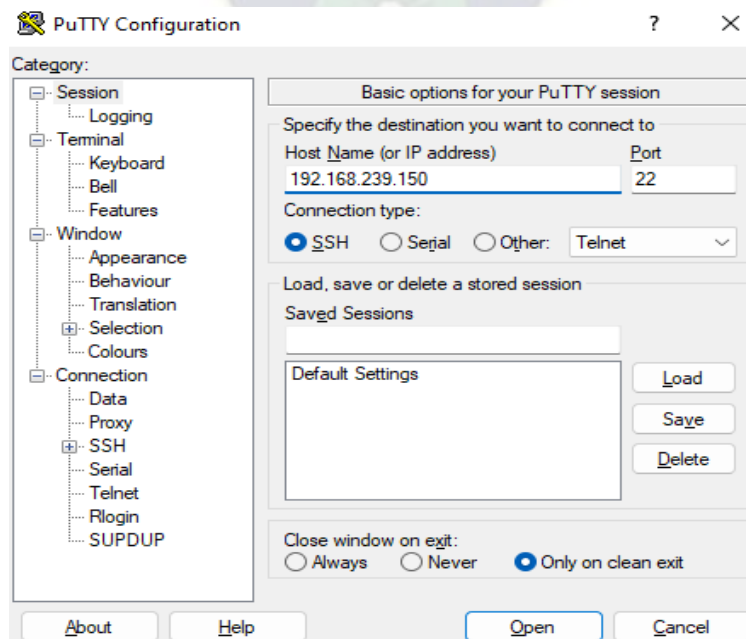 PuTTY Configuration
?
Category:
Session
Logging
Terminal
Keyboard
Bell
Features
Window
Appearance
Behaviour
Translation
Selection
Colours
Connection
Data
Proxy
SSH
Serial
Telnet
Rlogin
SUPDUP
Basic options for your PuTTY session
Specify the destination you want to connect to
Host Name (or IP address) Port
192.168.239.150 22
Connection type:
SSH Serial Other: Telnet
Load, save or delete a stored session
Saved Sessions
Default Settings
Load
Save
Delete
Close window on exit:
Always Never Only on clean exit
About Help Open Cancel